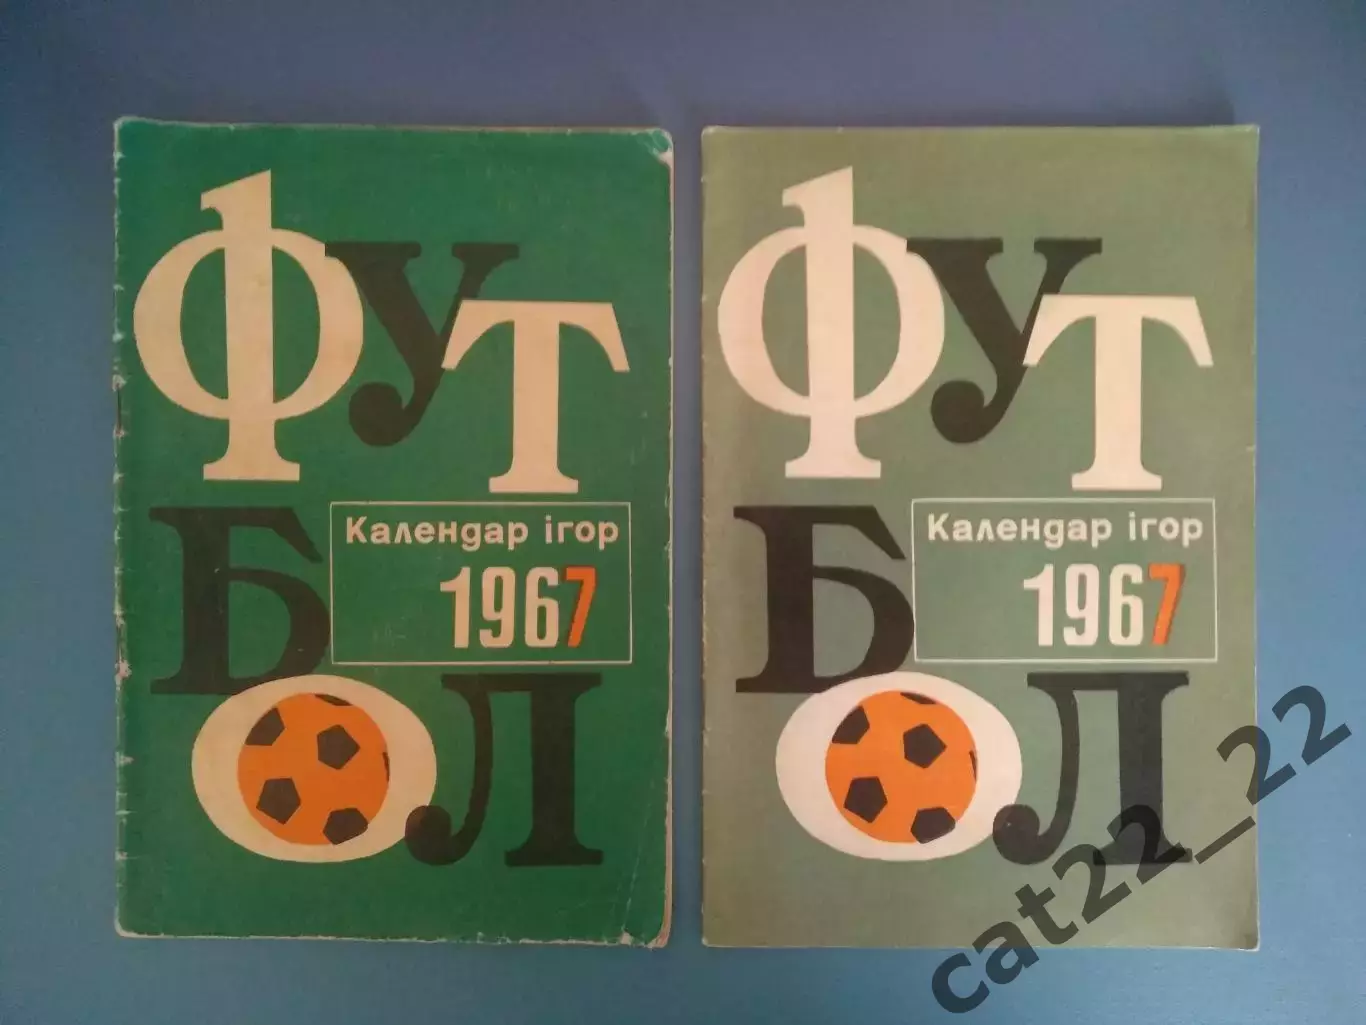 ФУТ
БОЛ
Календар ігор
1967
ФУТ
БОЛ
Календар ігор
1967
cat22_22